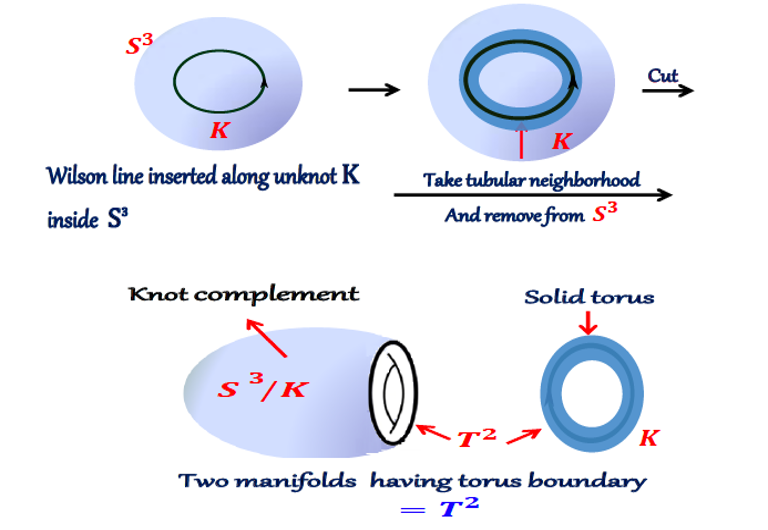 S³
K
K
Cut
Wilson line inserted along unknot K
inside S³
Take tubular neighborhood
And remove from S³
Knot complement
Solid torus
S ³/K
T²
K
Two manifolds having torus boundary
= T²